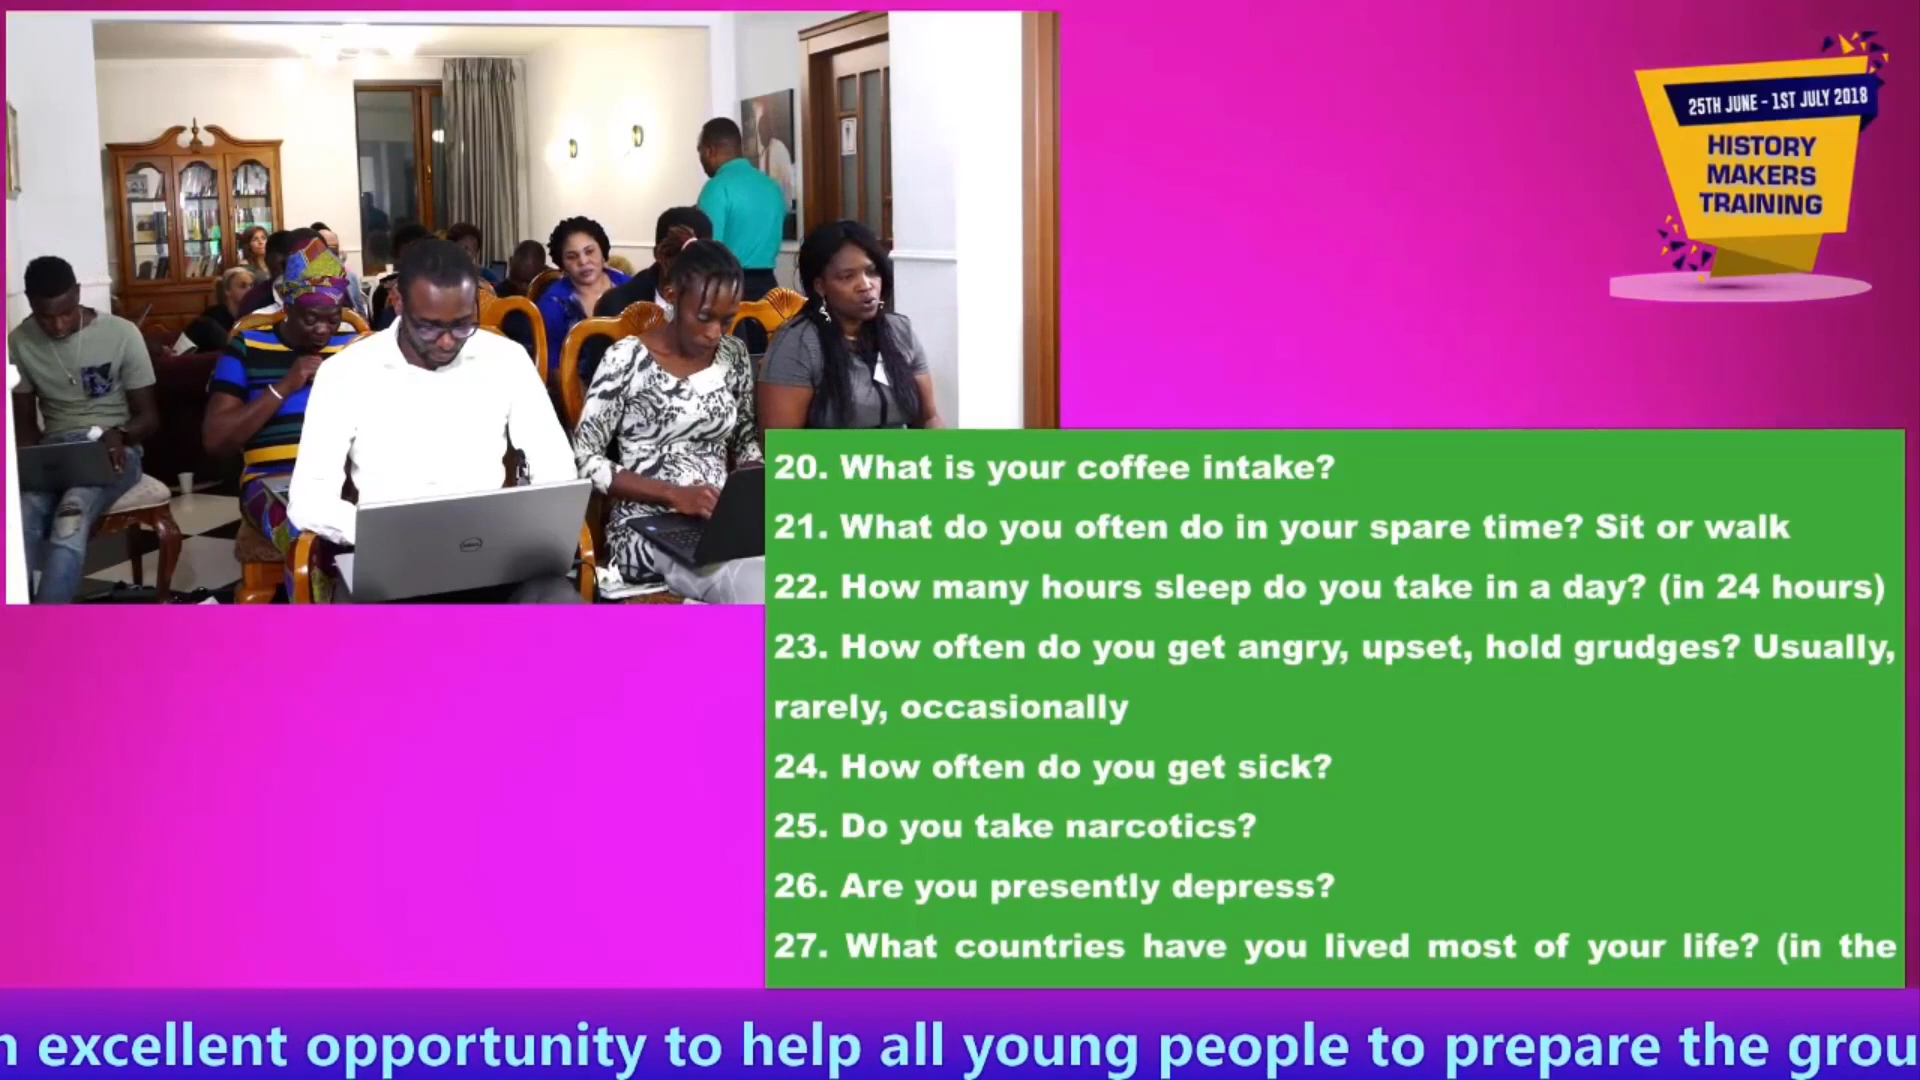 25TH JUNE - 1ST JULY 2018
HISTORY
MAKERS
TRAINING
20. What is your coffee intake?
21. What do you often do in your spare time? Sit or walk
22. How many hours sleep do you take in a day? (in 24 hours)
23. How often do you get angry, upset, hold grudges? Usually,
rarely, occasionally
24. How often do you get sick?
25. Do you take narcotics?
26. Are you presently depress?
27. What countries have you lived most of your life? (in the
excellent opportunity to help all young people to prepare the grou